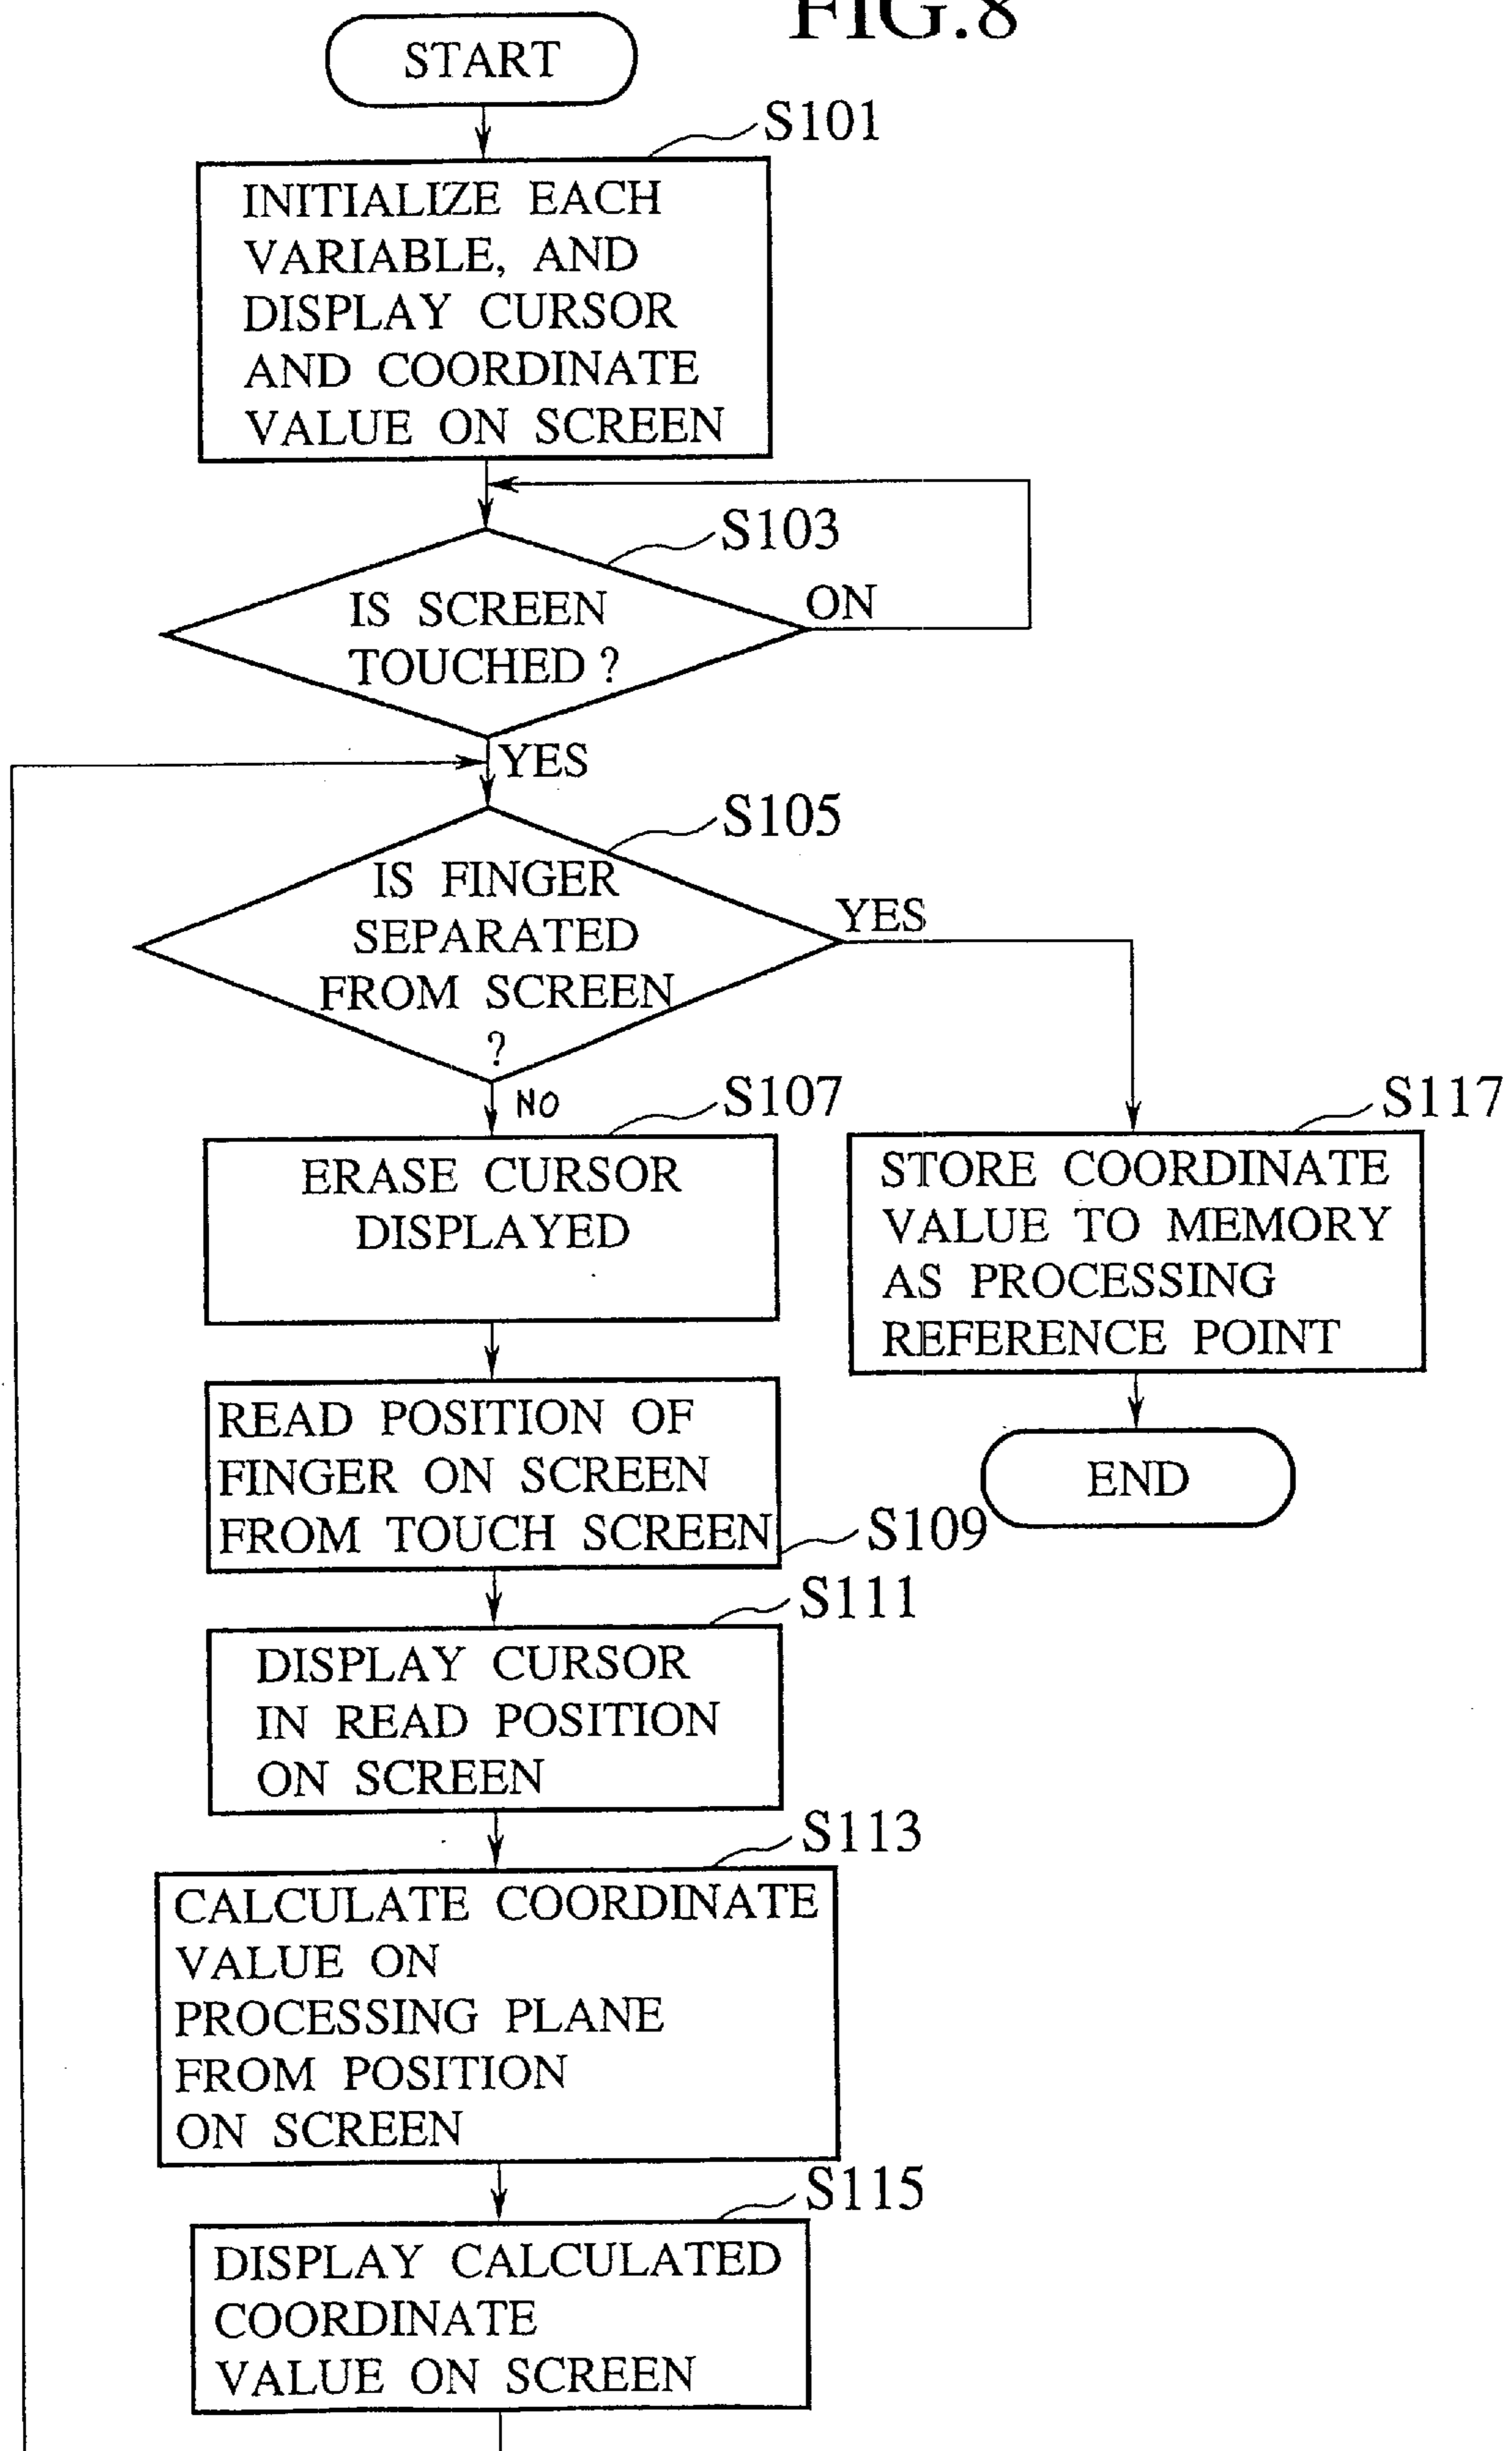 FIG.8
START
S101
INITIALIZE EACH
VARIABLE, AND
DISPLAY CURSOR
AND COORDINATE
VALUE ON SCREEN
S103
IS SCREEN
TOUCHED ?
ON
YES
S105
IS FINGER
SEPARATED
FROM SCREEN
?
YES
NO
S107
ERASE CURSOR
DISPLAYED
S117
STORE COORDINATE
VALUE TO MEMORY
AS PROCESSING
REFERENCE POINT
END
READ POSITION OF
FINGER ON SCREEN
FROM TOUCH SCREEN
S109
S111
DISPLAY CURSOR
IN READ POSITION
ON SCREEN
S113
CALCULATE COORDINATE
VALUE ON
PROCESSING PLANE
FROM POSITION
ON SCREEN
S115
DISPLAY CALCULATED
COORDINATE
VALUE ON SCREEN